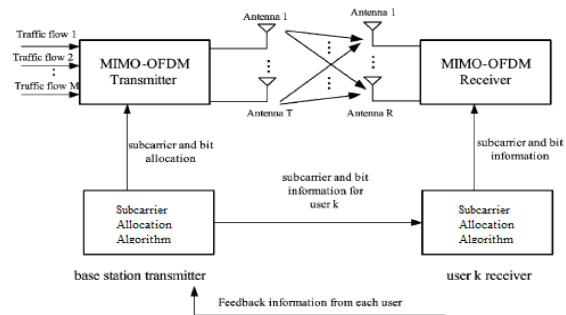 Traffic flow 1
Traffic flow 2
Traffic flow M
MIMO-OFDM
Transmitter
Antenna 1
Antenna T
Antenna 1
Antenna R
MIMO-OFDM
Receiver
subcarrier and bit
allocation
subcarrier and bit
information for
user k
subcarrier and bit
information
Subcarrier
Allocation
Algorithm
Subcarrier
Allocation
Algorithm
base station transmitter
user k receiver
Feedback information from each user